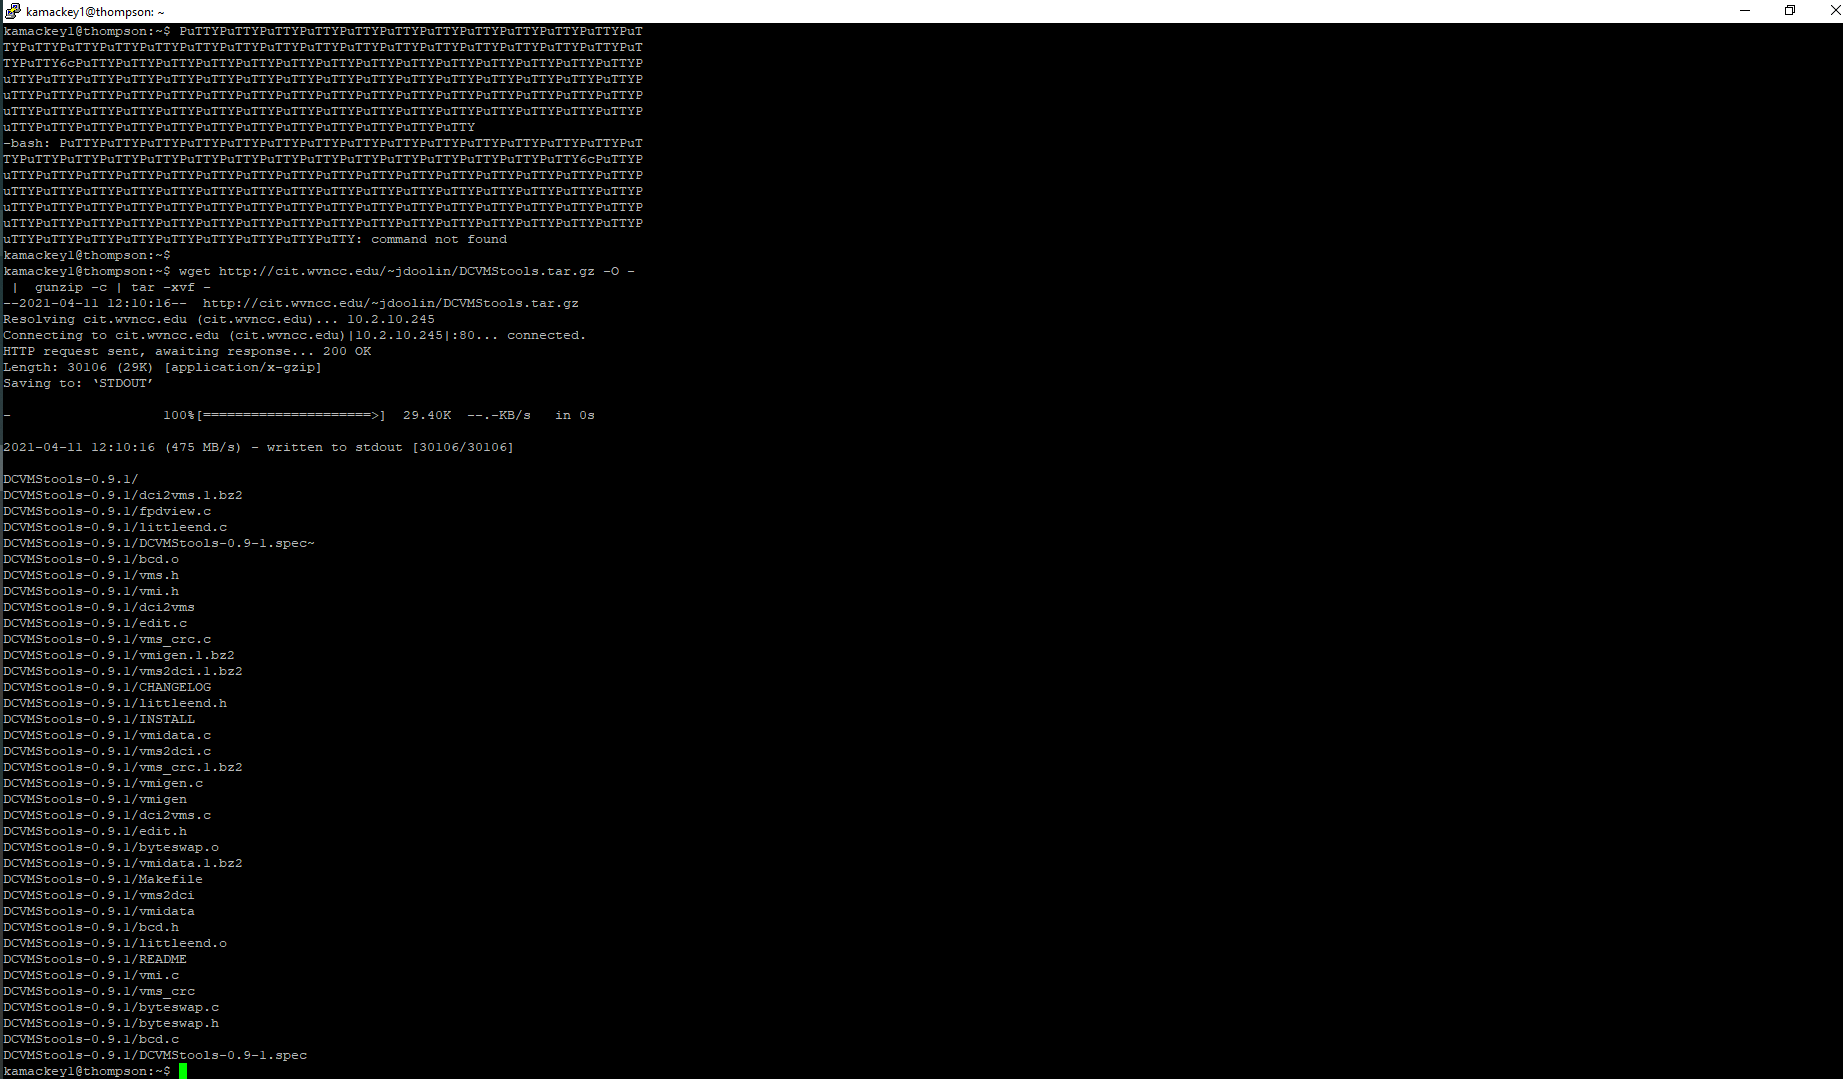 kamackey1@thompson: ~
kamackey1@thompson:~$ PuTTYPuTTYPuTTYPuTTYPuTTYPuTTYPuTTYPuTTYPuTTYPuTTYPuTTYPuT
TYPuTTYPuTTYPuTTYPuTTYPuTTYPuTTYPuTTYPuTTYPuTTYPuTTYPuTTYPuTTYPuTTYPuTTYPuTTYPuT
TYPuTTY6cPuTTYPuTTYPuTTYPuTTYPuTTYPuTTYPuTTYPuTTYPuTTYPuTTYPuTTYPuTTYPuTTYPuTTYP
uTTYPuTTYPuTTYPuTTYPuTTYPuTTYPuTTYPuTTYPuTTYPuTTYPuTTYPuTTYPuTTYPuTTYPuTTYPuTTYP
uTTYPuTTYPuTTYPuTTYPuTTYPuTTYPuTTYPuTTYPuTTYPuTTYPuTTYPuTTYPuTTYPuTTYPuTTYPuTTYP
uTTYPuTTYPuTTYPuTTYPuTTYPuTTYPuTTYPuTTYPuTTYPuTTYPuTTYPuTTYPuTTYPuTTYPuTTYPuTTYP
uTTYPuTTYPuTTYPuTTYPuTTYPuTTYPuTTYPuTTYPuTTYPuTTYPuTTYPuTTY
-bash: PuTTYPuTTYPuTTYPuTTYPuTTYPuTTYPuTTYPuTTYPuTTYPuTTYPuTTYPuTTYPuTTYPuTTYPuT
TYPuTTYPuTTYPuTTYPuTTYPuTTYPuTTYPuTTYPuTTYPuTTYPuTTYPuTTYPuTTYPuTTYPuTTY6cPuTTYP
uTTYPuTTYPuTTYPuTTYPuTTYPuTTYPuTTYPuTTYPuTTYPuTTYPuTTYPuTTYPuTTYPuTTYPuTTYPuTTYP
uTTYPuTTYPuTTYPuTTYPuTTYPuTTYPuTTYPuTTYPuTTYPuTTYPuTTYPuTTYPuTTYPuTTYPuTTYPuTTYP
uTTYPuTTYPuTTYPuTTYPuTTYPuTTYPuTTYPuTTYPuTTYPuTTYPuTTYPuTTYPuTTYPuTTYPuTTYPuTTYP
uTTYPuTTYPuTTYPuTTYPuTTYPuTTYPuTTYPuTTYPuTTYPuTTYPuTTYPuTTYPuTTYPuTTYPuTTYPuTTYP
uTTYPuTTYPuTTYPuTTYPuTTYPuTTYPuTTYPuTTYPuTTY: command not found
kamackey1@thompson:~$
kamackey1@thompson:~$ wget http://cit.wvncc.edu/~jdoolin/DCVMStools.tar.gz -O -
 |  gunzip -c | tar -xvf -
--2021-04-11 12:10:16--  http://cit.wvncc.edu/~jdoolin/DCVMStools.tar.gz
Resolving cit.wvncc.edu (cit.wvncc.edu)... 10.2.10.245
Connecting to cit.wvncc.edu (cit.wvncc.edu)|10.2.10.245|:80... connected.
HTTP request sent, awaiting response... 200 OK
Length: 30106 (29K) [application/x-gzip]
Saving to: ‘STDOUT’
-                   100%[=====================>]  29.40K  --.-KB/s   in 0s
2021-04-11 12:10:16 (475 MB/s) - written to stdout [30106/30106]
DCVMStools-0.9.1/
DCVMStools-0.9.1/dci2vms.1.bz2
DCVMStools-0.9.1/fpdview.c
DCVMStools-0.9.1/littleend.c
DCVMStools-0.9.1/DCVMStools-0.9-1.spec~
DCVMStools-0.9.1/bcd.o
DCVMStools-0.9.1/vms.h
DCVMStools-0.9.1/vmi.h
DCVMStools-0.9.1/dci2vms
DCVMStools-0.9.1/edit.c
DCVMStools-0.9.1/vms_crc.c
DCVMStools-0.9.1/vmigen.1.bz2
DCVMStools-0.9.1/vms2dci.1.bz2
DCVMStools-0.9.1/CHANGELOG
DCVMStools-0.9.1/littleend.h
DCVMStools-0.9.1/INSTALL
DCVMStools-0.9.1/vmidata.c
DCVMStools-0.9.1/vms2dci.c
DCVMStools-0.9.1/vms_crc.1.bz2
DCVMStools-0.9.1/vmigen.c
DCVMStools-0.9.1/vmigen
DCVMStools-0.9.1/dci2vms.c
DCVMStools-0.9.1/edit.h
DCVMStools-0.9.1/byteswap.o
DCVMStools-0.9.1/vmidata.1.bz2
DCVMStools-0.9.1/Makefile
DCVMStools-0.9.1/vms2dci
DCVMStools-0.9.1/vmidata
DCVMStools-0.9.1/bcd.h
DCVMStools-0.9.1/littleend.o
DCVMStools-0.9.1/README
DCVMStools-0.9.1/vmi.c
DCVMStools-0.9.1/vms_crc
DCVMStools-0.9.1/byteswap.c
DCVMStools-0.9.1/byteswap.h
DCVMStools-0.9.1/bcd.c
DCVMStools-0.9.1/DCVMStools-0.9-1.spec
kamackey1@thompson:~$